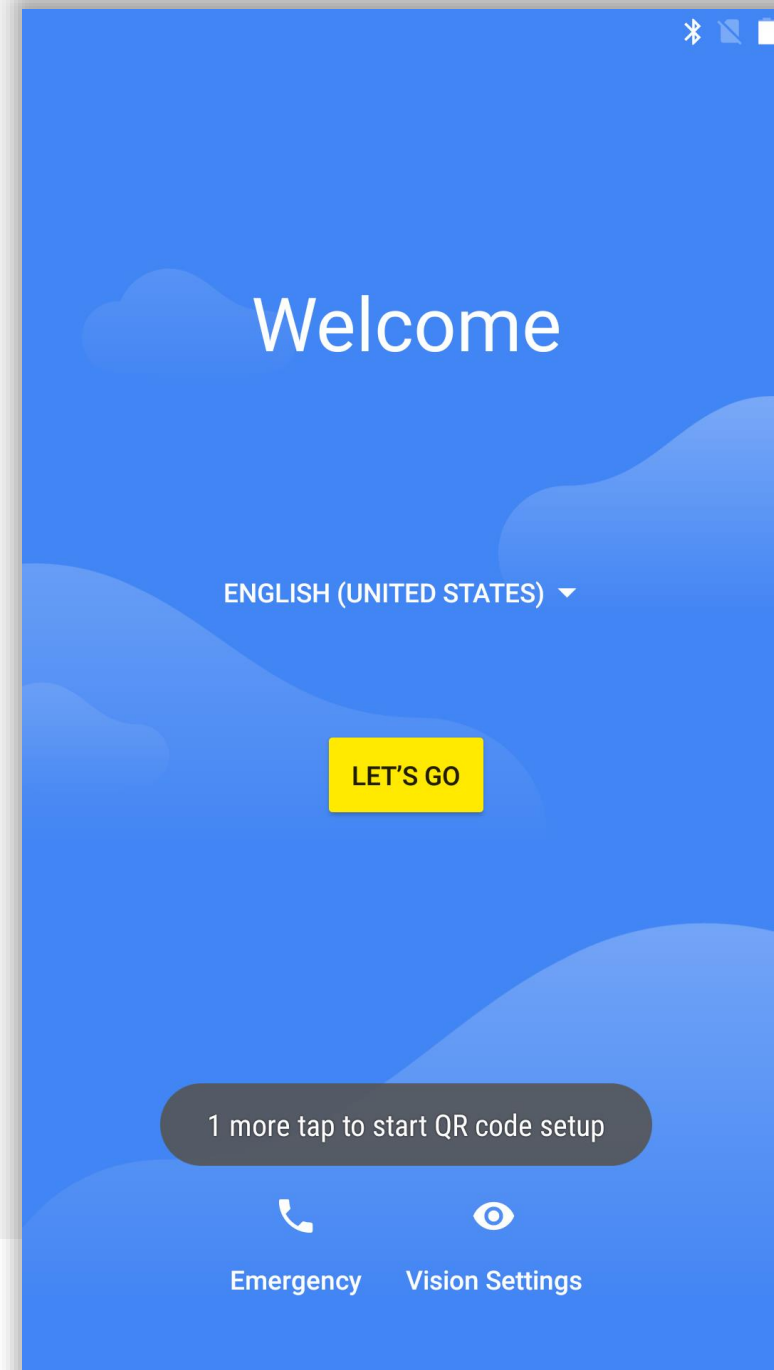 Welcome
ENGLISH (UNITED STATES)
LET'S GO
1 more tap to start QR code setup
Emergency Vision Settings